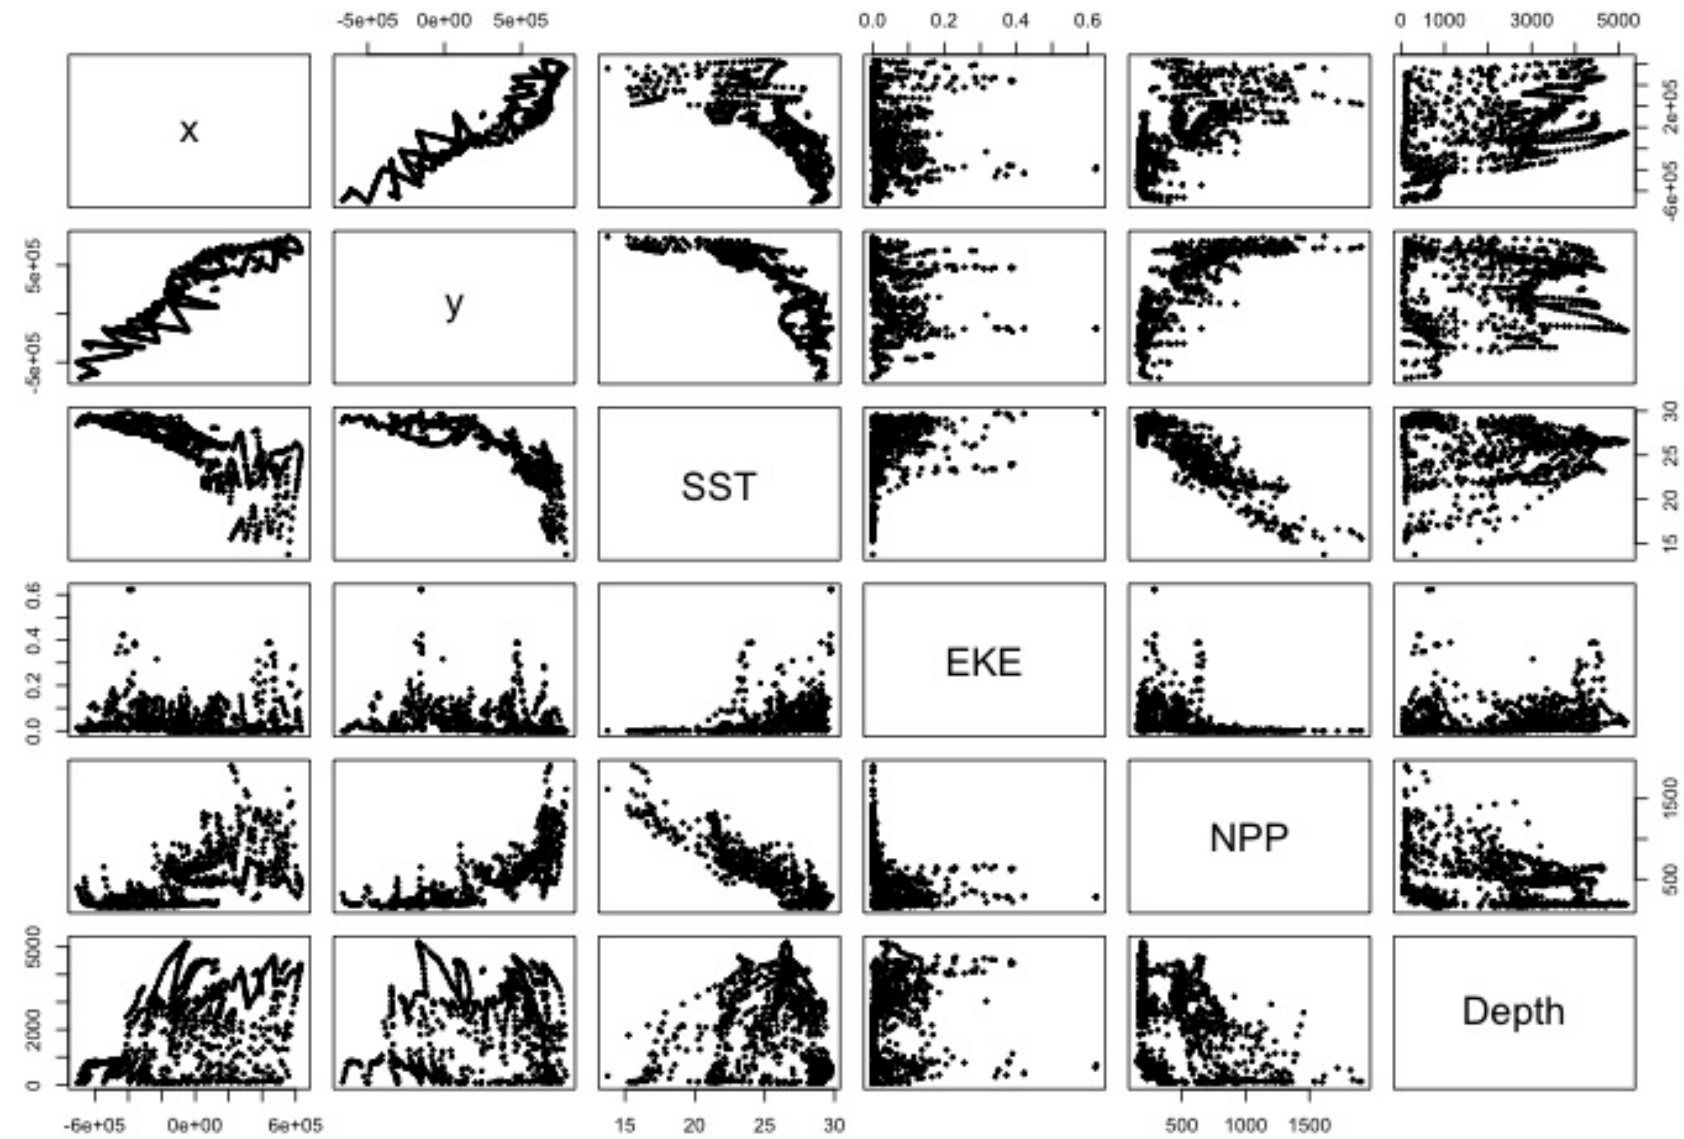 -5e+05 0e+00 5e+05 0.0 0.2 0.4 0.6 0 1000 3000 5000
x -6e+05 2e+05
-5e+05 5e+05 y
SST 15 20 25 30
0.0 0.2 0.4 0.6 EKE
NPP 500 1500
0 2000 5000 Depth
-6e+05 0e+00 6e+05 15 20 25 30 500 1000 1500